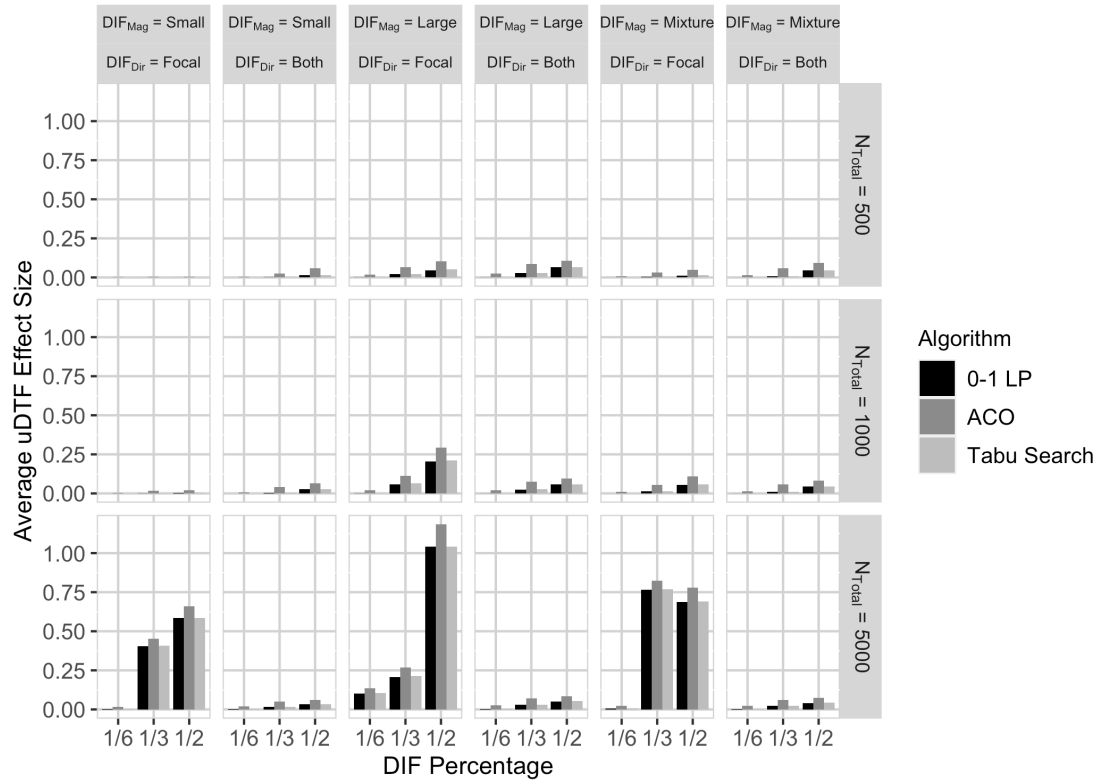 DIFMag = Small DIFMag = Small DIFMag = Large DIFMag = Large DIFMag = Mixture DIFMag = Mixture
DIFDir = Focal DIFDir = Both DIFDir = Focal DIFDir = Both DIFDir = Focal DIFDir = Both
Average uDTF Effect Size
1.00
0.75
0.50
0.25
0.00
NTotal = 500
1.00
0.75
0.50
0.25
0.00
NTotal = 1000
1.00
0.75
0.50
0.25
0.00
NTotal = 5000
1/6 1/3 1/2 1/6 1/3 1/2 1/6 1/3 1/2 1/6 1/3 1/2 1/6 1/3 1/2 1/6 1/3 1/2
DIF Percentage
Algorithm
0-1 LP
ACO
Tabu Search